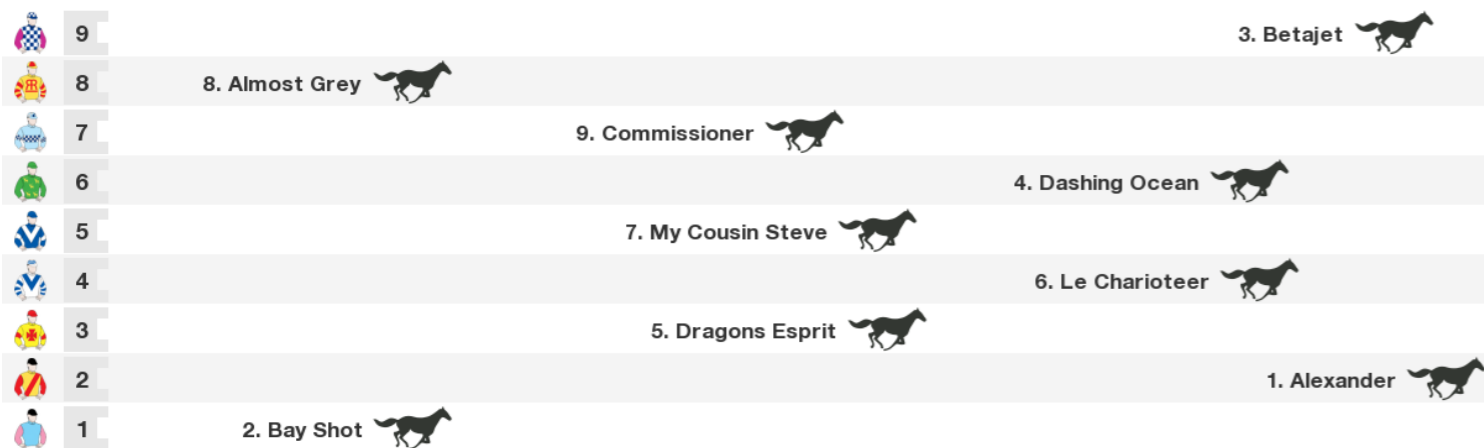 9 3. Betajet
8 8. Almost Grey
7 9. Commissioner
6 4. Dashing Ocean
5 7. My Cousin Steve
4 6. Le Charioteer
3 5. Dragons Esprit
2 1. Alexander
1 2. Bay Shot